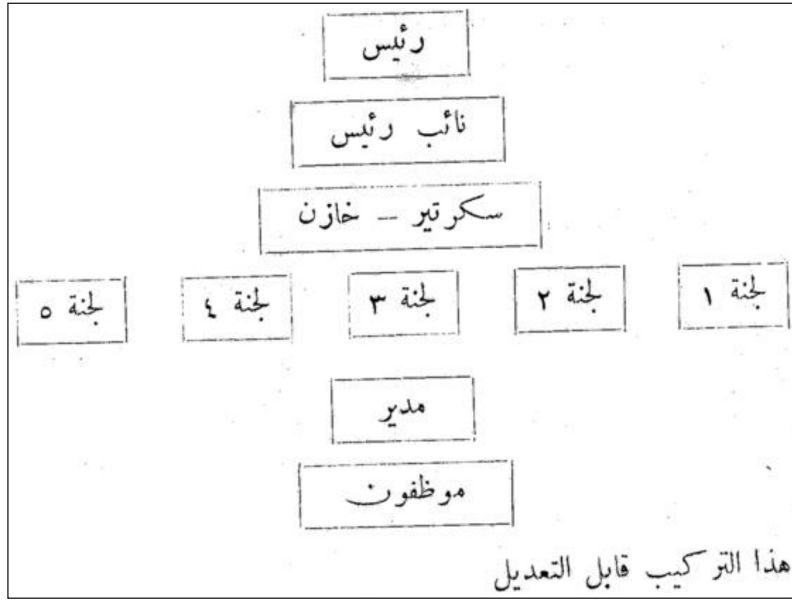 رئيس
نائب رئيس
سكرتير – خازن
لجنة ١ لجنة ٢ لجنة ٣ لجنة ٤ لجنة ٥
مدير
موظفون
هذا التركيب قابل التعديل